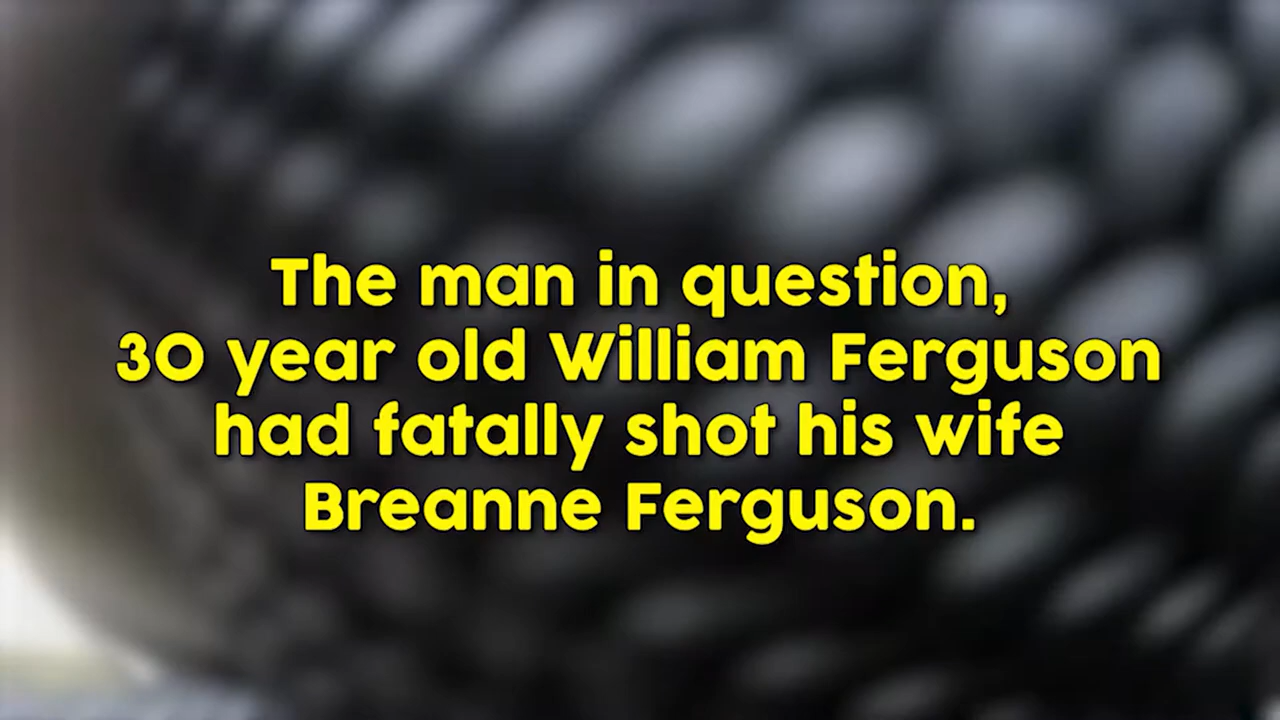 The man in question,
30 year old William Ferguson
had fatally shot his wife
Breanne Ferguson.